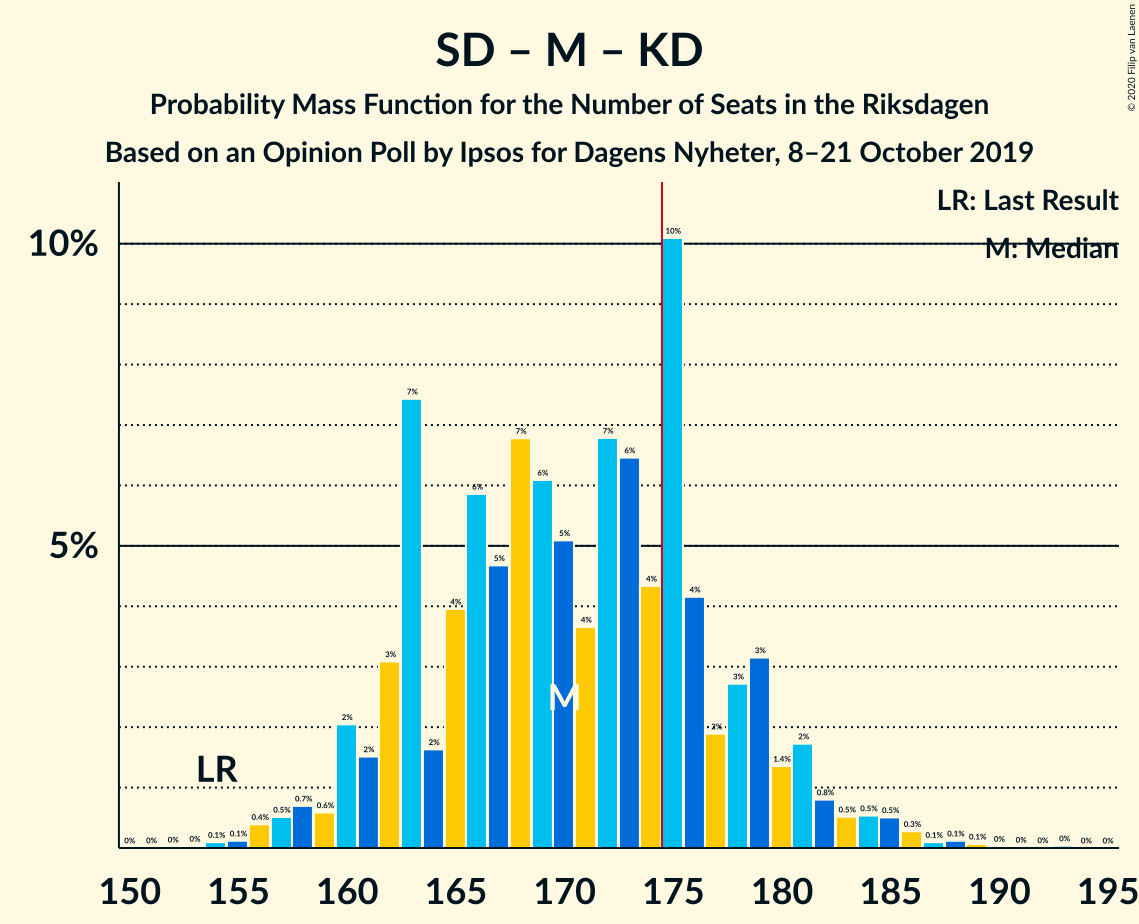 SD – M – KD
Probability Mass Function for the Number of Seats in the Riksdagen
Based on an Opinion Poll by Ipsos for Dagens Nyheter, 8–21 October 2019
© 2020 Filip van Laenen
LR: Last Result
M: Median
10%
5%
0% 0% 0% 0% 0.1% 0.1% 0.4% 0.5% 0.7% 0.6% 2% 2% 3% 7% 2% 4% 6% 5% 7% 6% 5% 4% 7% 6% 4% 10% 4% 2% 3% 3% 1.4% 2% 0.8% 0.5% 0.5% 0.5% 0.3% 0.1% 0.1% 0.1% 0% 0% 0% 0% 0% 0%
LR
M
150 155 160 165 170 175 180 185 190 195